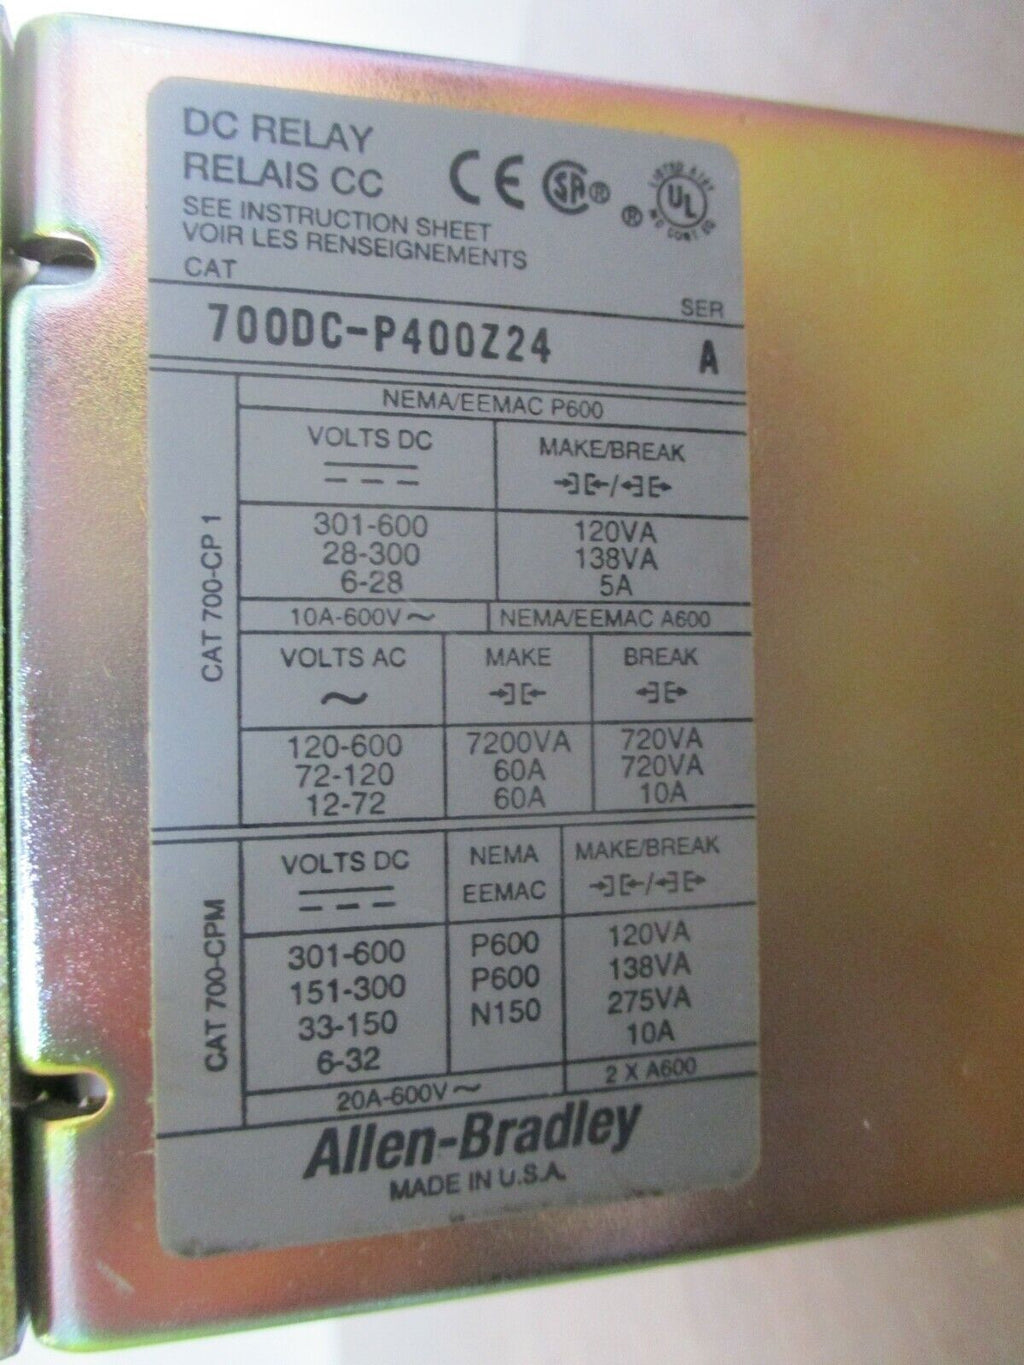 DC RELAY
RELAIS CC
CE SA® ® UL
SEE INSTRUCTION SHEET
VOIR LES RENSEIGNEMENTS
CAT SER
700DC-P400Z24 A
CAT 700-CP 1
NEMA/EEMAC P600
VOLTS DC MAKE/BREAK
301-600 120VA
28-300 138VA
6-28 5A
10A-600V~ NEMA/EEMAC A600
VOLTS AC MAKE BREAK
~
120-600 7200VA 720VA
72-120 60A 720VA
12-72 60A 10A
CAT 700-CPM
VOLTS DC NEMA MAKE/BREAK
EEMAC
301-600 P600 120VA
151-300 P600 138VA
33-150 N150 275VA
6-32 10A
20A-600V~ 2 X A600
Allen-Bradley
MADE IN U.S.A.